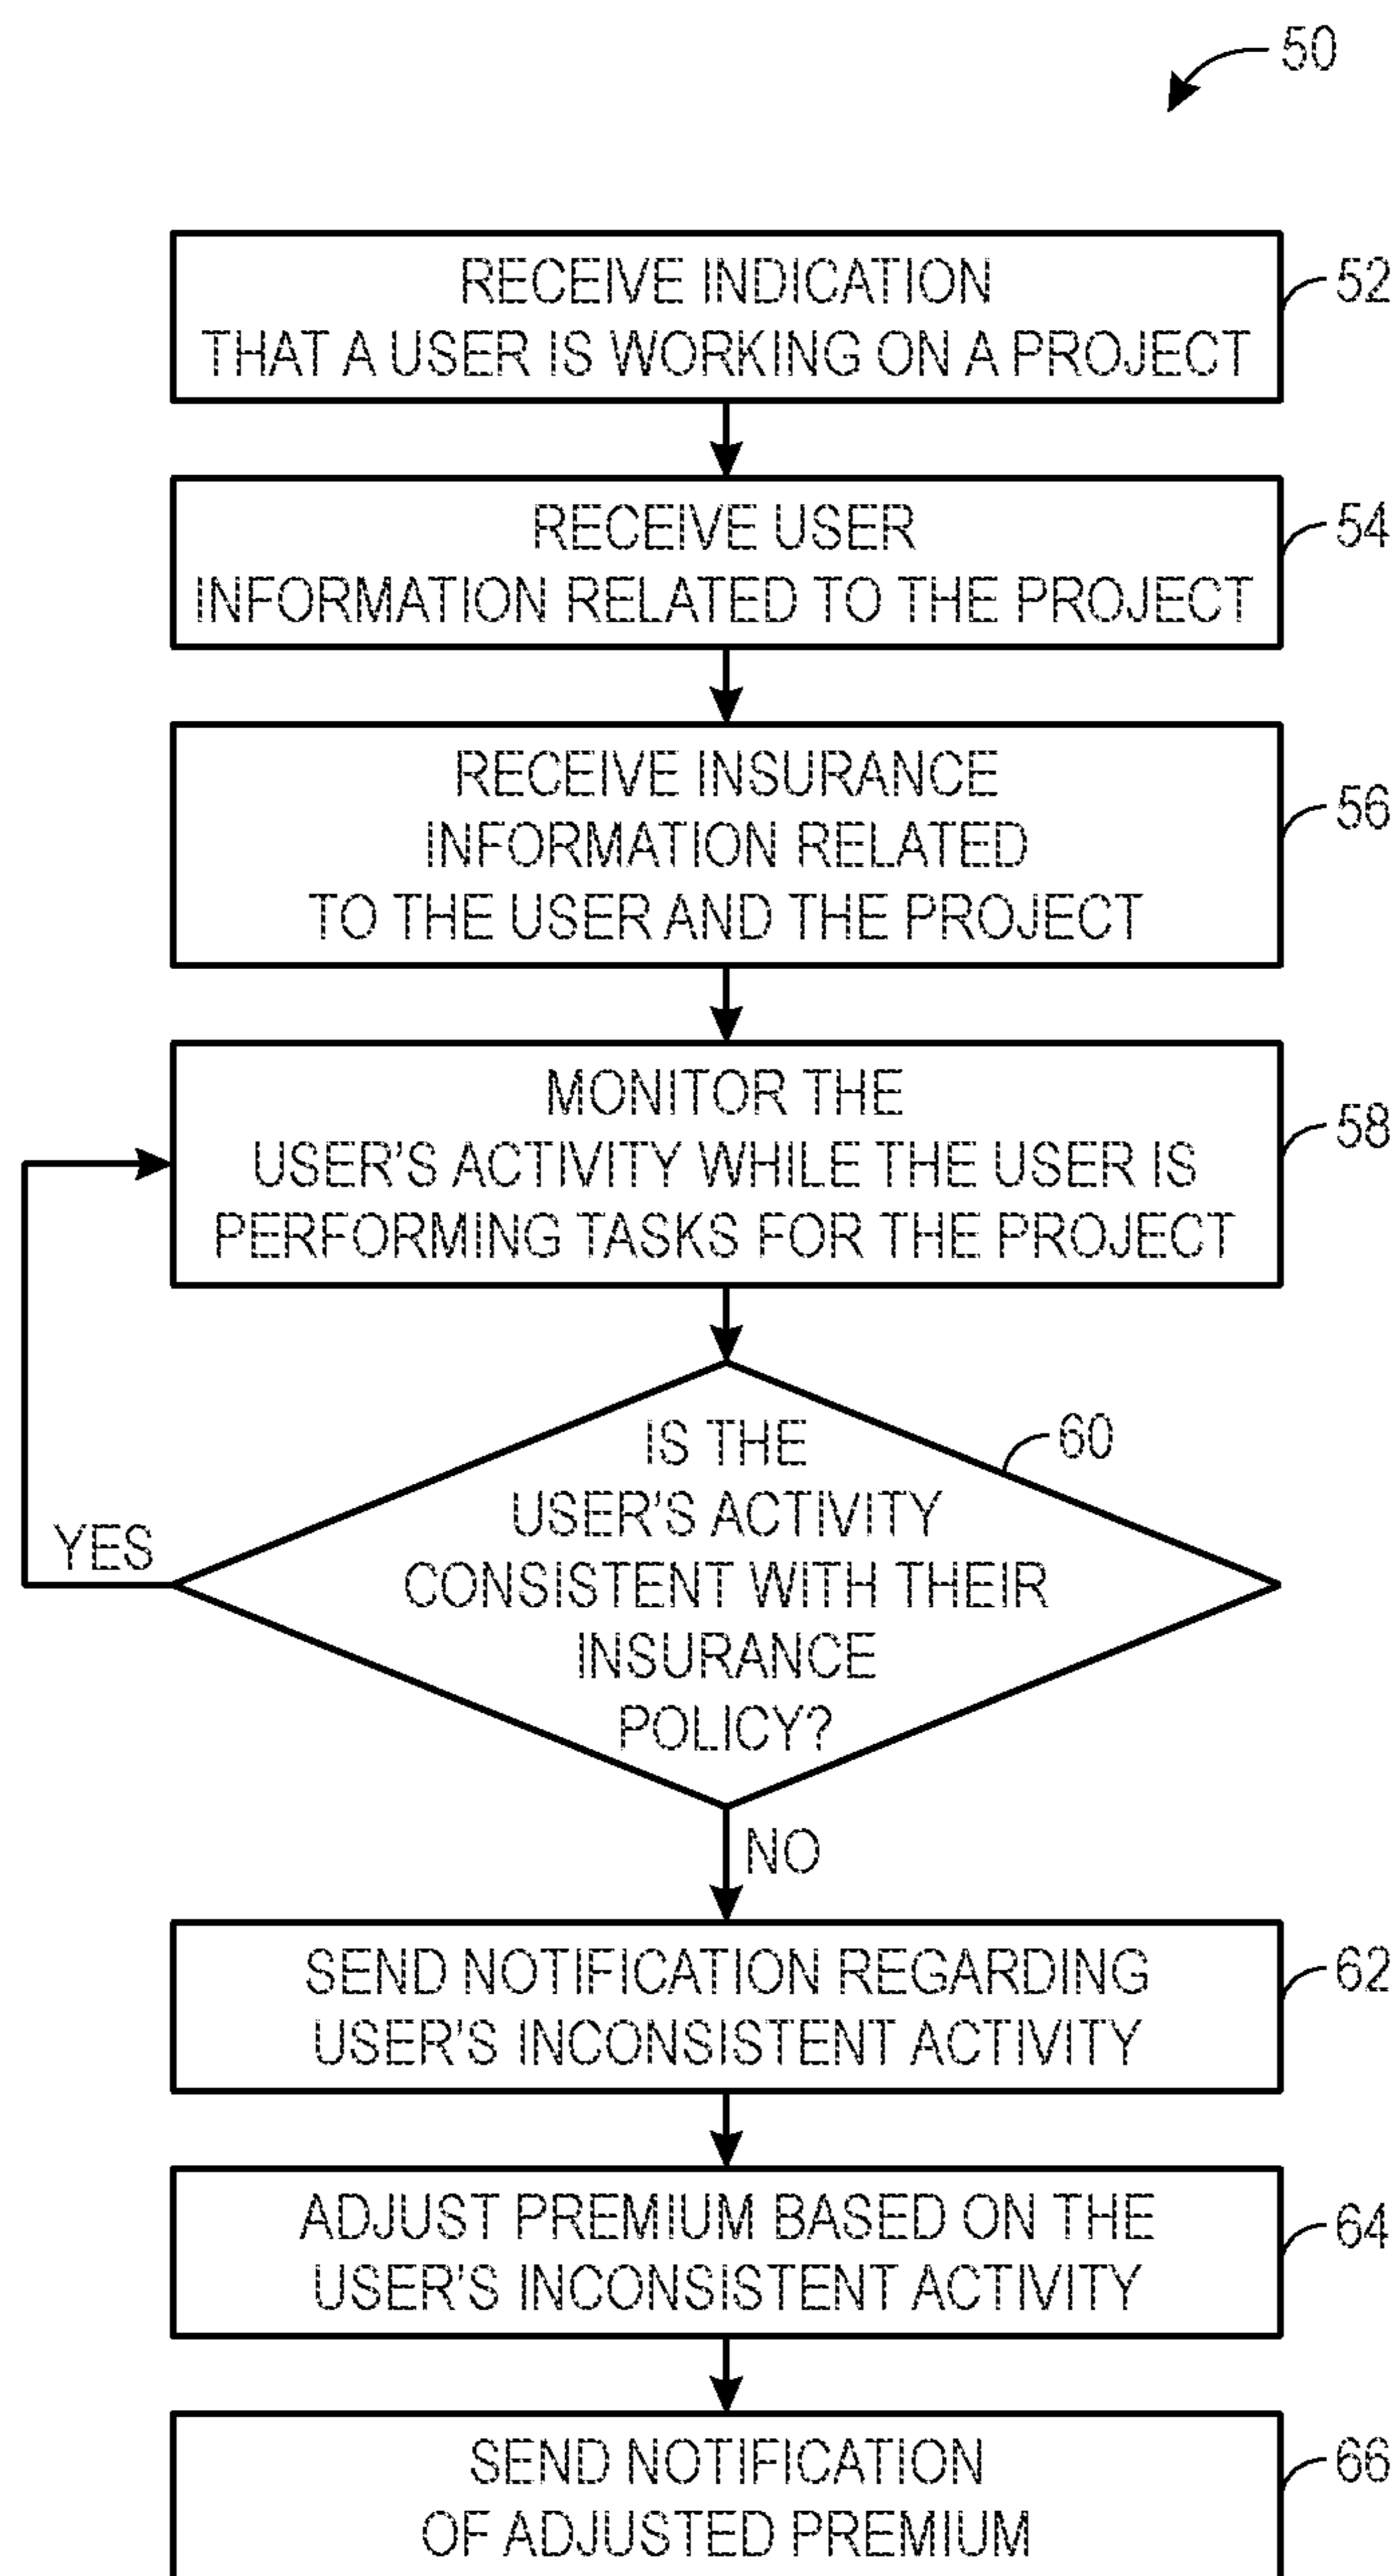 50
RECEIVE INDICATION
THAT A USER IS WORKING ON A PROJECT
52
RECEIVE USER
INFORMATION RELATED TO THE PROJECT
54
RECEIVE INSURANCE
INFORMATION RELATED
TO THE USER AND THE PROJECT
56
MONITOR THE
USER'S ACTIVITY WHILE THE USER IS
PERFORMING TASKS FOR THE PROJECT
58
IS THE
USER'S ACTIVITY
CONSISTENT WITH THEIR
INSURANCE
POLICY?
60
YES
NO
SEND NOTIFICATION REGARDING
USER'S INCONSISTENT ACTIVITY
62
ADJUST PREMIUM BASED ON THE
USER'S INCONSISTENT ACTIVITY
64
SEND NOTIFICATION
OF ADJUSTED PREMIUM
66